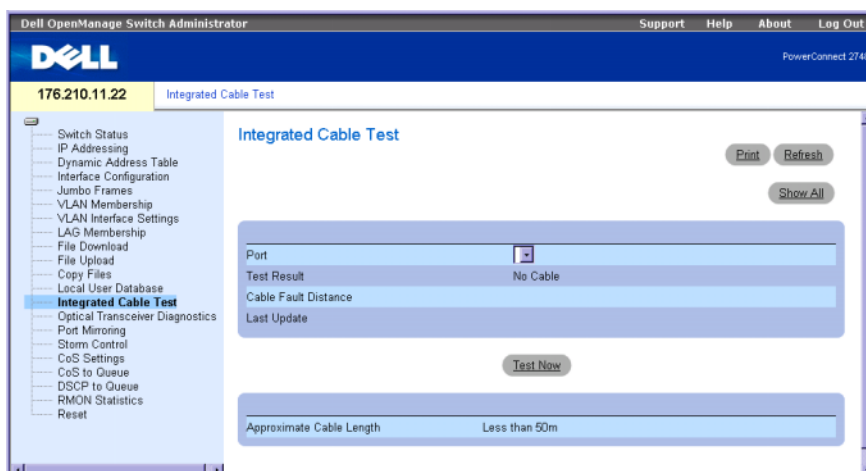 Dell OpenManage Switch Administrator
Support Help About Log Out
DELL
PowerConnect 274
176.210.11.22
Integrated Cable Test
Switch Status
IP Addressing
Dynamic Address Table
Interface Configuration
Jumbo Frames
VLAN Membership
VLAN Interface Settings
LAG Membership
File Download
File Upload
Copy Files
Local User Database
Integrated Cable Test
Optical Transceiver Diagnostics
Port Mirroring
Storm Control
CoS Settings
CoS to Queue
DSCP to Queue
RMON Statistics
Reset
Integrated Cable Test
Print Refresh
Show All
Port
Test Result No Cable
Cable Fault Distance
Last Update
Test Now
Approximate Cable Length Less than 50m